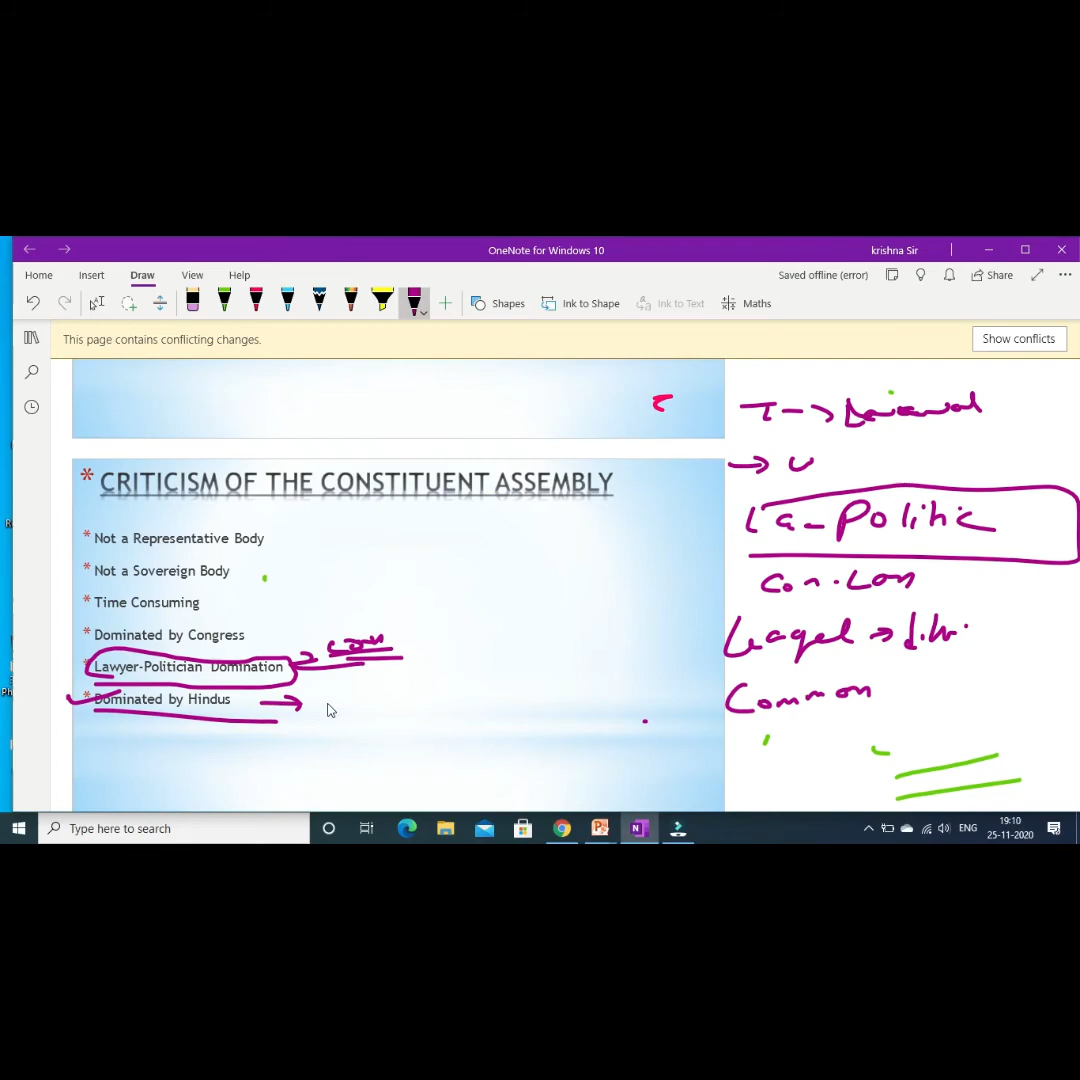 OneNote for Windows 10
krishna Sir
Home Insert Draw View Help
Saved offline (error) Share
Shapes Ink to Shape Ink to Text Maths
This page contains conflicting changes.
Show conflicts
* CRITICISM OF THE CONSTITUENT ASSEMBLY
* Not a Representative Body
* Not a Sovereign Body
* Time Consuming
* Dominated by Congress
* Lawyer-Politician Domination
* Dominated by Hindus
La-Politic
Common
Type here to search
ENG
19:10
25-11-2020